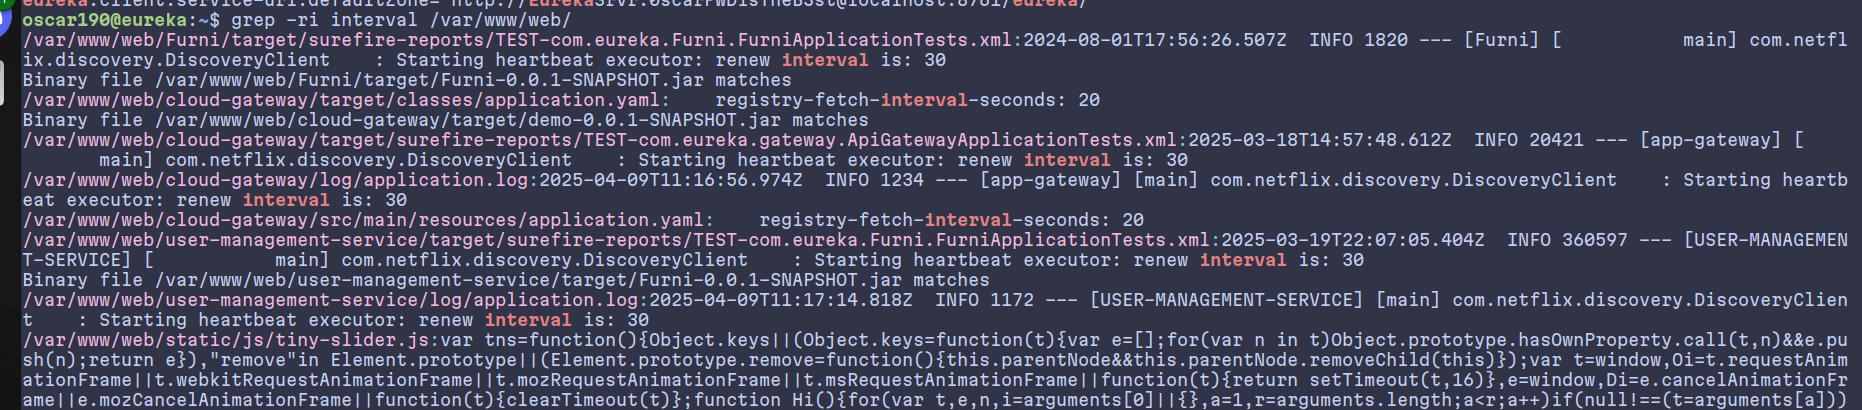 eureka.client.service-url.defaultZone= http://EurekaSrvr:0scarPWDisTheB3st@localhost:8761/eureka/
oscar190@eureka:~$ grep -ri interval /var/www/web/
/var/www/web/Furni/target/surefire-reports/TEST-com.eureka.Furni.FurniApplicationTests.xml:2024-08-01T17:56:26.507Z  INFO 1820 --- [Furni] [           main] com.netfl
ix.discovery.DiscoveryClient    : Starting heartbeat executor: renew interval is: 30
Binary file /var/www/web/Furni/target/Furni-0.0.1-SNAPSHOT.jar matches
/var/www/web/cloud-gateway/target/classes/application.yaml:    registry-fetch-interval-seconds: 20
Binary file /var/www/web/cloud-gateway/target/demo-0.0.1-SNAPSHOT.jar matches
/var/www/web/cloud-gateway/target/surefire-reports/TEST-com.eureka.gateway.ApiGatewayApplicationTests.xml:2025-03-18T14:57:48.612Z  INFO 20421 --- [app-gateway] [
       main] com.netflix.discovery.DiscoveryClient    : Starting heartbeat executor: renew interval is: 30
/var/www/web/cloud-gateway/log/application.log:2025-04-09T11:16:56.974Z  INFO 1234 --- [app-gateway] [main] com.netflix.discovery.DiscoveryClient    : Starting heartb
eat executor: renew interval is: 30
/var/www/web/cloud-gateway/src/main/resources/application.yaml:    registry-fetch-interval-seconds: 20
/var/www/web/user-management-service/target/surefire-reports/TEST-com.eureka.Furni.FurniApplicationTests.xml:2025-03-19T22:07:05.404Z  INFO 360597 --- [USER-MANAGEMEN
T-SERVICE] [           main] com.netflix.discovery.DiscoveryClient    : Starting heartbeat executor: renew interval is: 30
Binary file /var/www/web/user-management-service/target/Furni-0.0.1-SNAPSHOT.jar matches
/var/www/web/user-management-service/log/application.log:2025-04-09T11:17:14.818Z  INFO 1172 --- [USER-MANAGEMENT-SERVICE] [main] com.netflix.discovery.DiscoveryClien
t    : Starting heartbeat executor: renew interval is: 30
/var/www/web/static/js/tiny-slider.js:var tns=function(){Object.keys||(Object.keys=function(t){var e=[];for(var n in t)Object.prototype.hasOwnProperty.call(t,n)&&e.pu
sh(n);return e}),"remove"in Element.prototype||(Element.prototype.remove=function(){this.parentNode&&this.parentNode.removeChild(this)});var t=window,Oi=t.requestAnim
ationFrame||t.webkitRequestAnimationFrame||t.mozRequestAnimationFrame||t.msRequestAnimationFrame||function(t){return setTimeout(t,16)},e=window,Di=e.cancelAnimationFr
ame||e.mozCancelAnimationFrame||function(t){clearTimeout(t)};function Hi(){for(var t,e,n,i=arguments[0]||{},a=1,r=arguments.length;a<r;a++)if(null!==(t=arguments[a]))